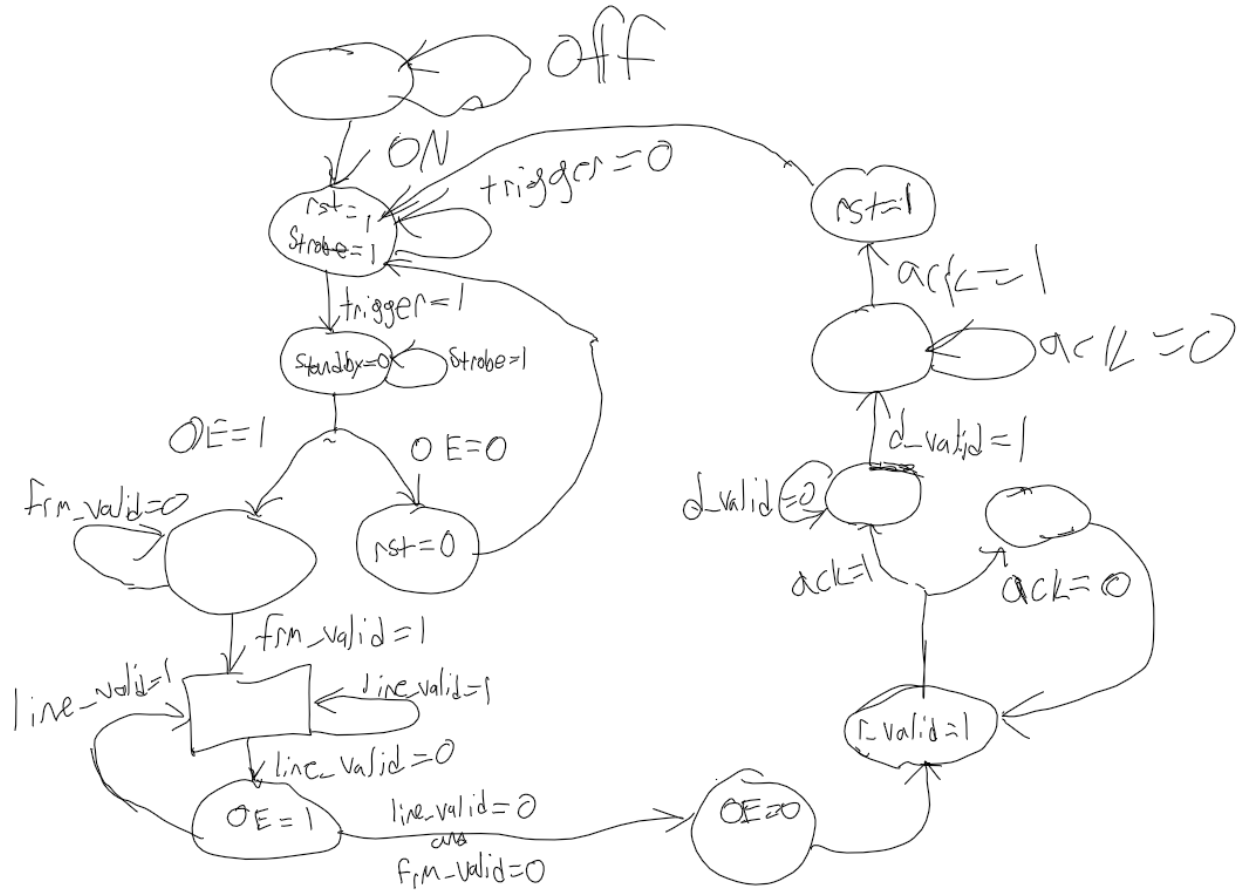 Off
ON
trigger=0
rst=1
Strobe=1
rst=1
ack=1
trigger=1
standby=0
Strobe=1
ack=0
OE=1
OE=0
d_valid=1
frm_valid=0
d_valid=0
rst=0
ack=1
ack=0
frm_valid=1
line_valid=1
line_valid=1
r_valid=1
line_valid=0
OE=1
line_valid=0
and
frm_valid=0
OE=0